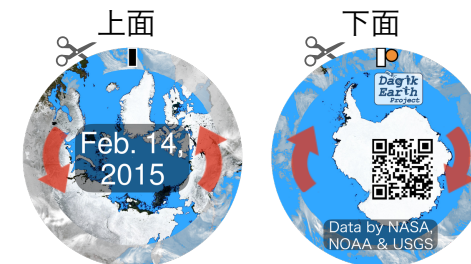 上面
下面
Feb. 14,
2015
Dagik
Earth
Project
Data by NASA,
NOAA & USGS